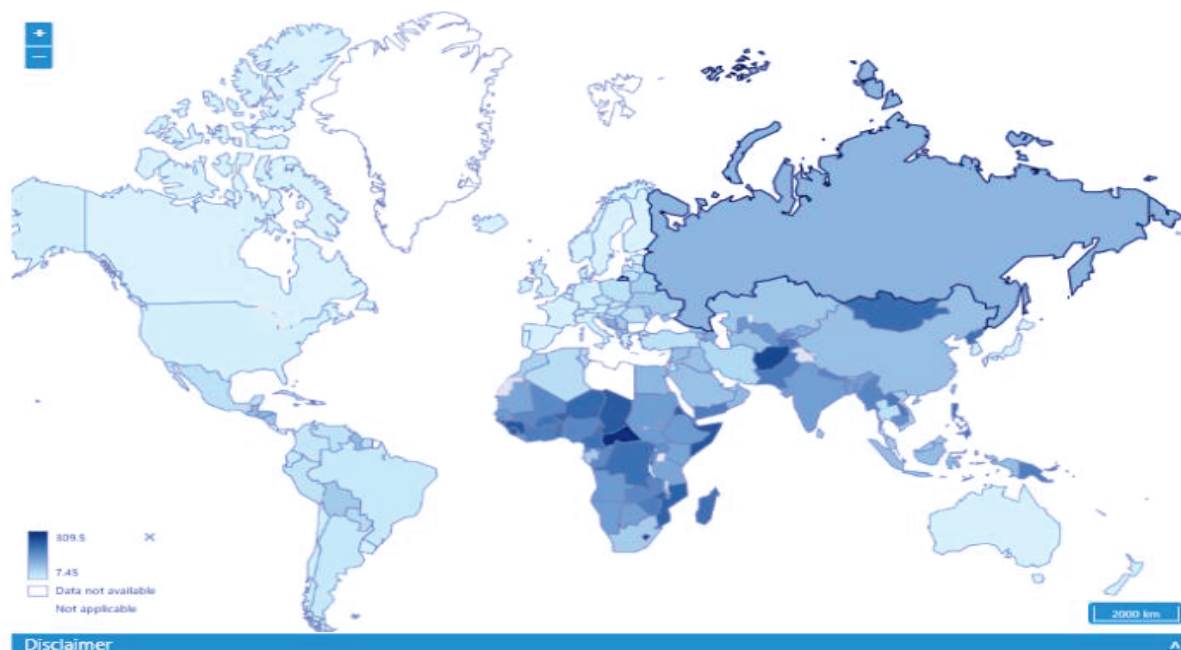 +
−
309.5
7.45
Data not available
Not applicable
2000 km
Disclaimer